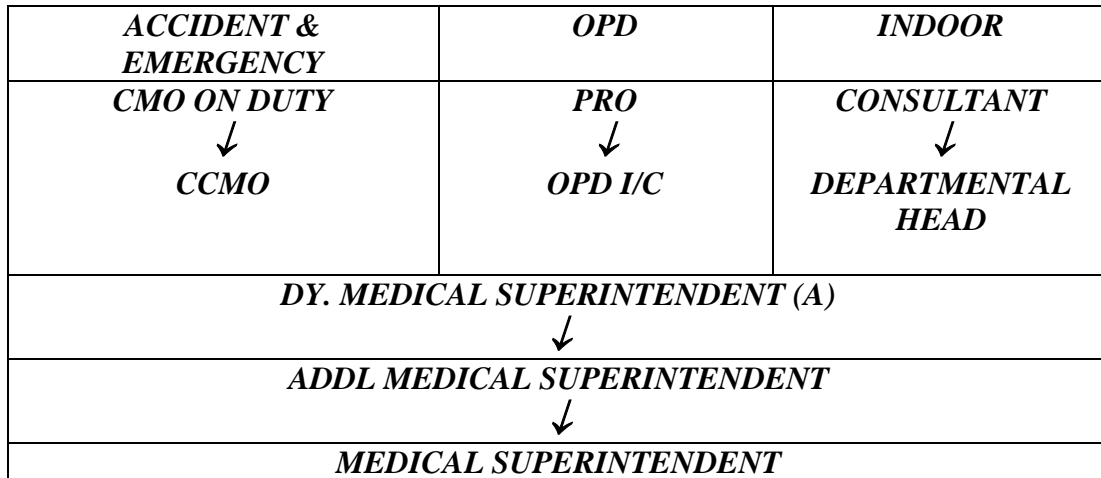 ACCIDENT &
EMERGENCY
OPD
INDOOR
CMO ON DUTY
↓
CCMO
PRO
↓
OPD I/C
CONSULTANT
↓
DEPARTMENTAL
HEAD
DY. MEDICAL SUPERINTENDENT (A)
↓
ADDL MEDICAL SUPERINTENDENT
↓
MEDICAL SUPERINTENDENT